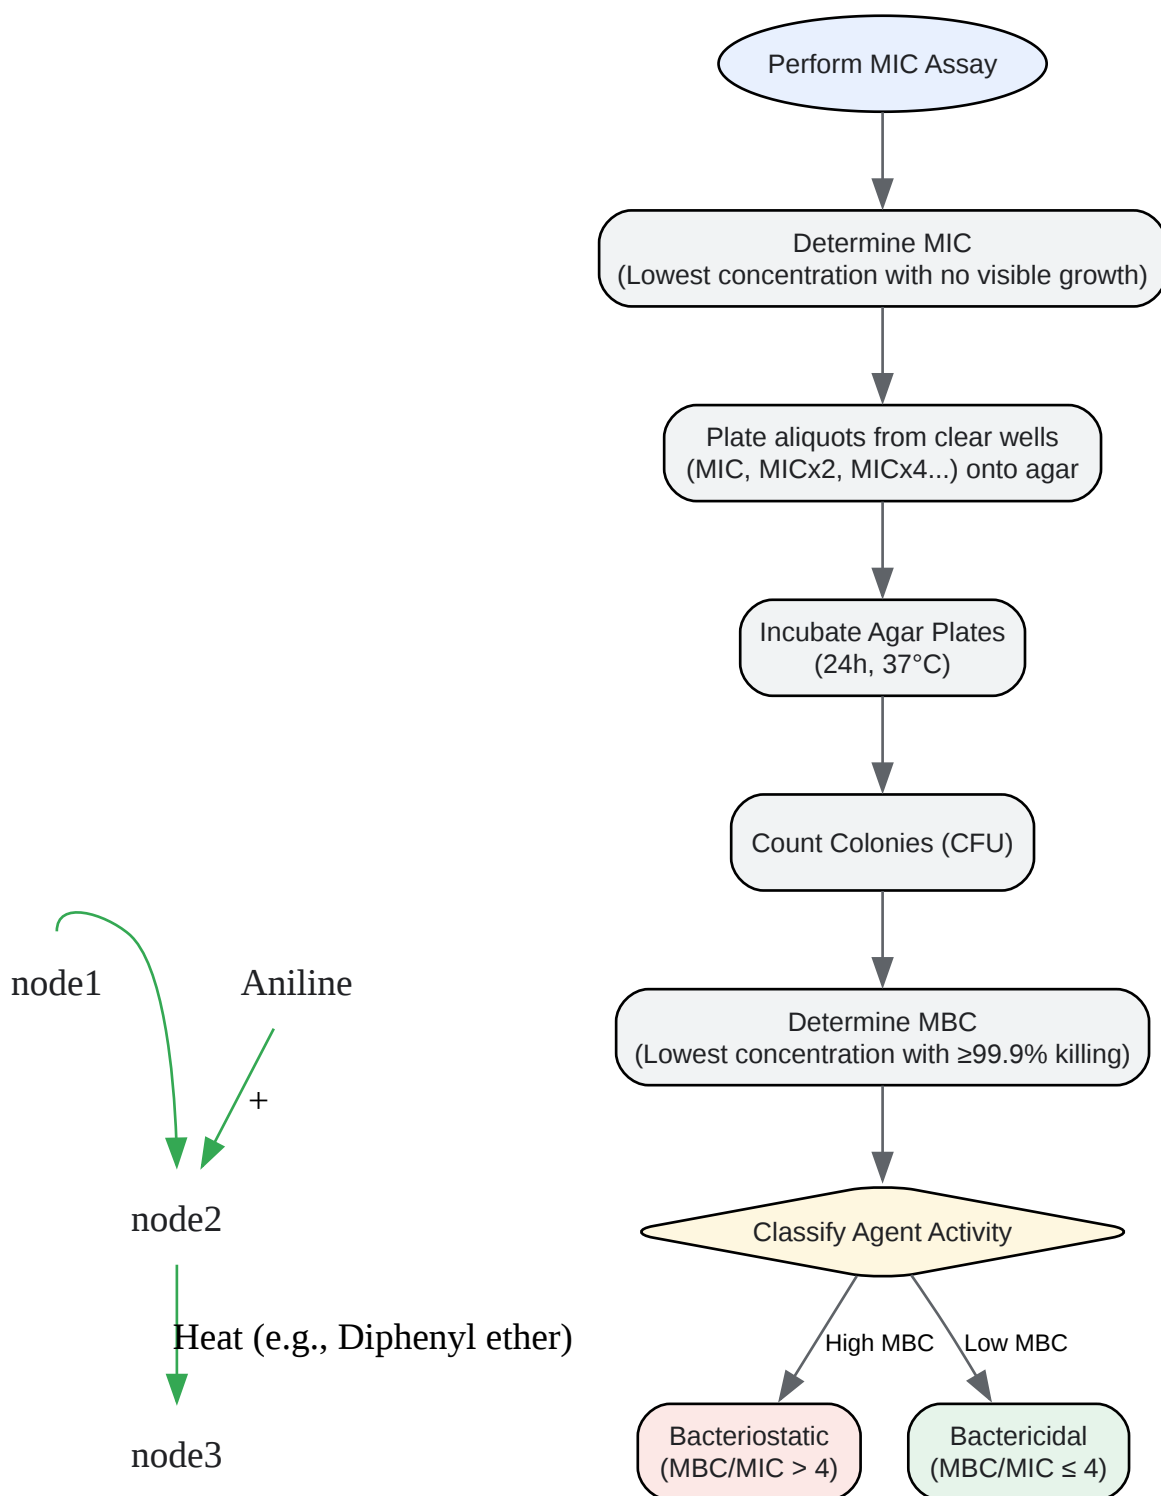 Perform MIC Assay
Determine MIC
(Lowest concentration with no visible growth)
Plate aliquots from clear wells
(MIC, MICx2, MICx4...) onto agar
Incubate Agar Plates
(24h, 37°C)
Count Colonies (CFU)
node1
Aniline
Determine MBC
(Lowest concentration with ≥99.9% killing)
+
node2
Classify Agent Activity
Heat (e.g., Diphenyl ether)
High MBC
Low MBC
node3
Bacteriostatic
(MBC/MIC > 4)
Bactericidal
(MBC/MIC ≤ 4)